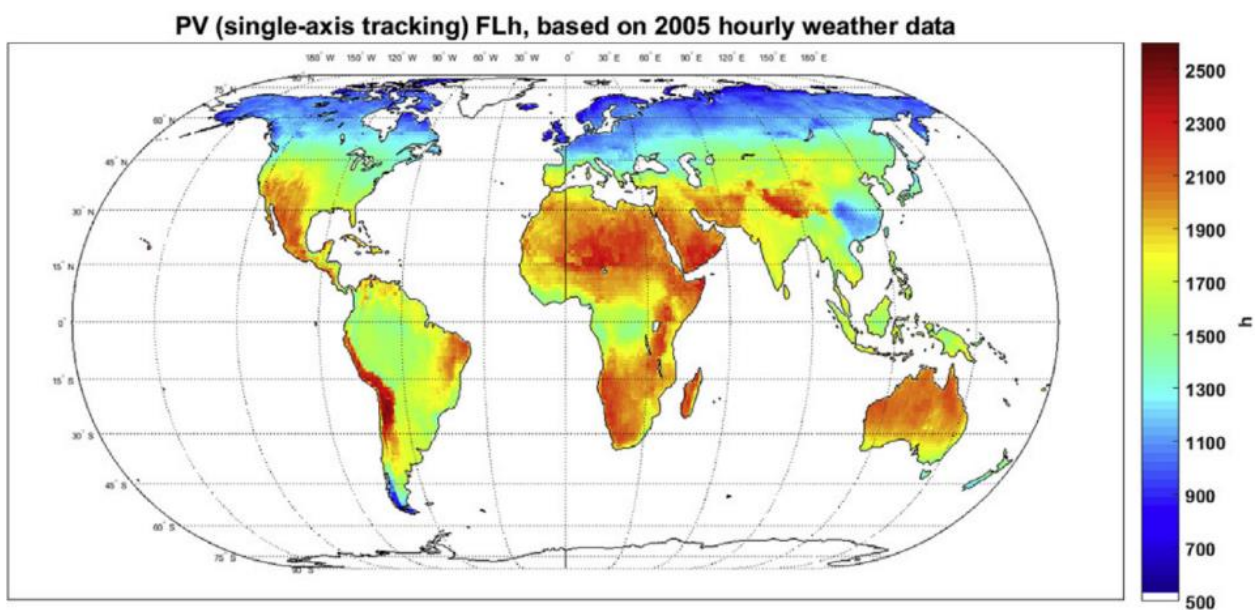 PV (single-axis tracking) FLh, based on 2005 hourly weather data
180° W 150° W 120° W 90° W 60° W 30° W 0° 30° E 60° E 90° E 120° E 150° E 180° E
90° N
75° N
60° N
45° N
30° N
15° N
0°
15° S
30° S
45° S
60° S
75° S
90° S
2500
2300
2100
1900
1700
1500
1300
1100
900
700
500
h